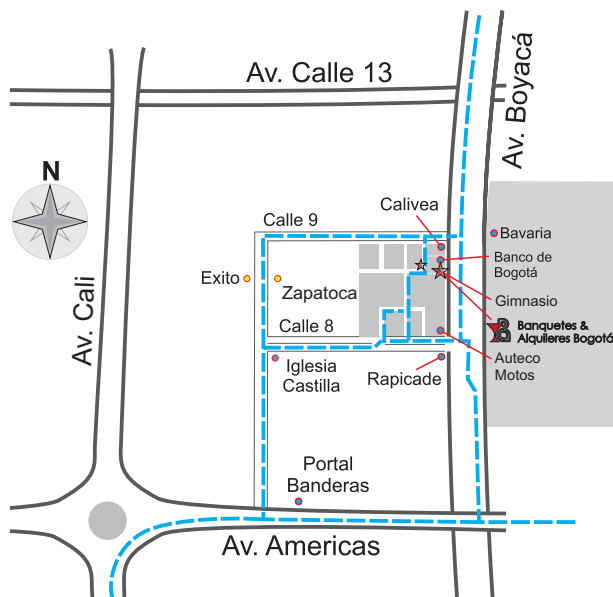 Av. Calle 13
Av. Boyacá
N
Calivea
Calle 9
Bavaria
Banco de
Bogotá
Exito
Zapatoca
Gimnasio
Av. Cali
Calle 8
Banquetes &
Alquileres Bogotá
Iglesia
Castilla
Rapicade
Auteco
Motos
Portal
Banderas
Av. Americas